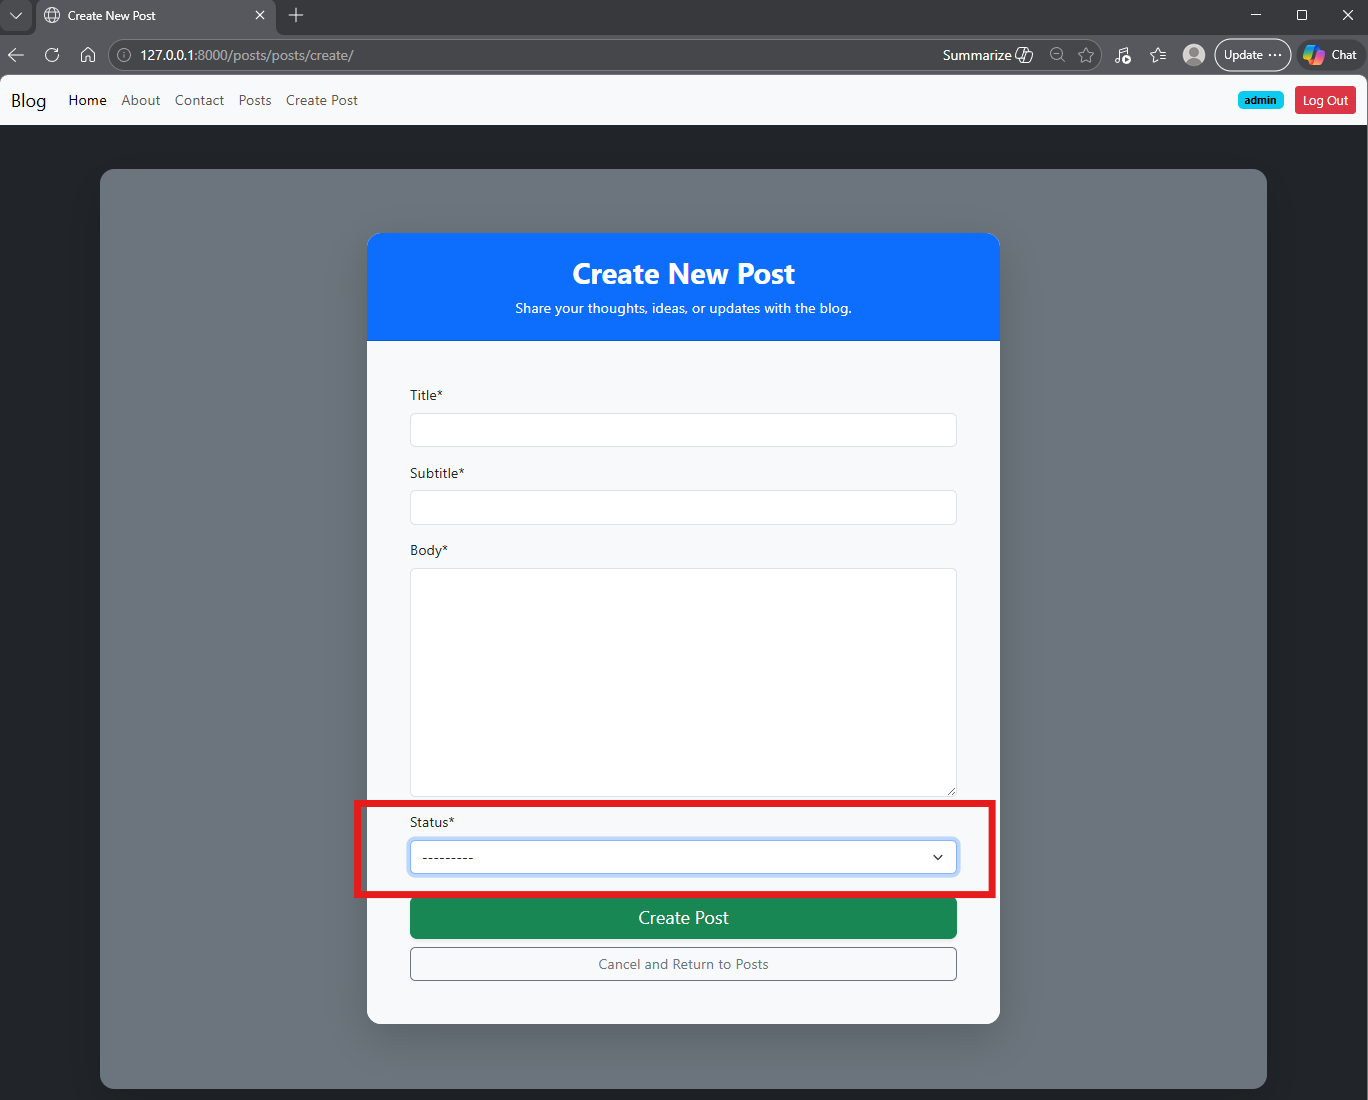 Create New Post
127.0.0.1:8000/posts/posts/create/
Summarize
Update
Chat
Blog Home About Contact Posts Create Post admin Log Out
Create New Post
Share your thoughts, ideas, or updates with the blog.
Title*
Subtitle*
Body*
Status*
---------
Create Post
Cancel and Return to Posts